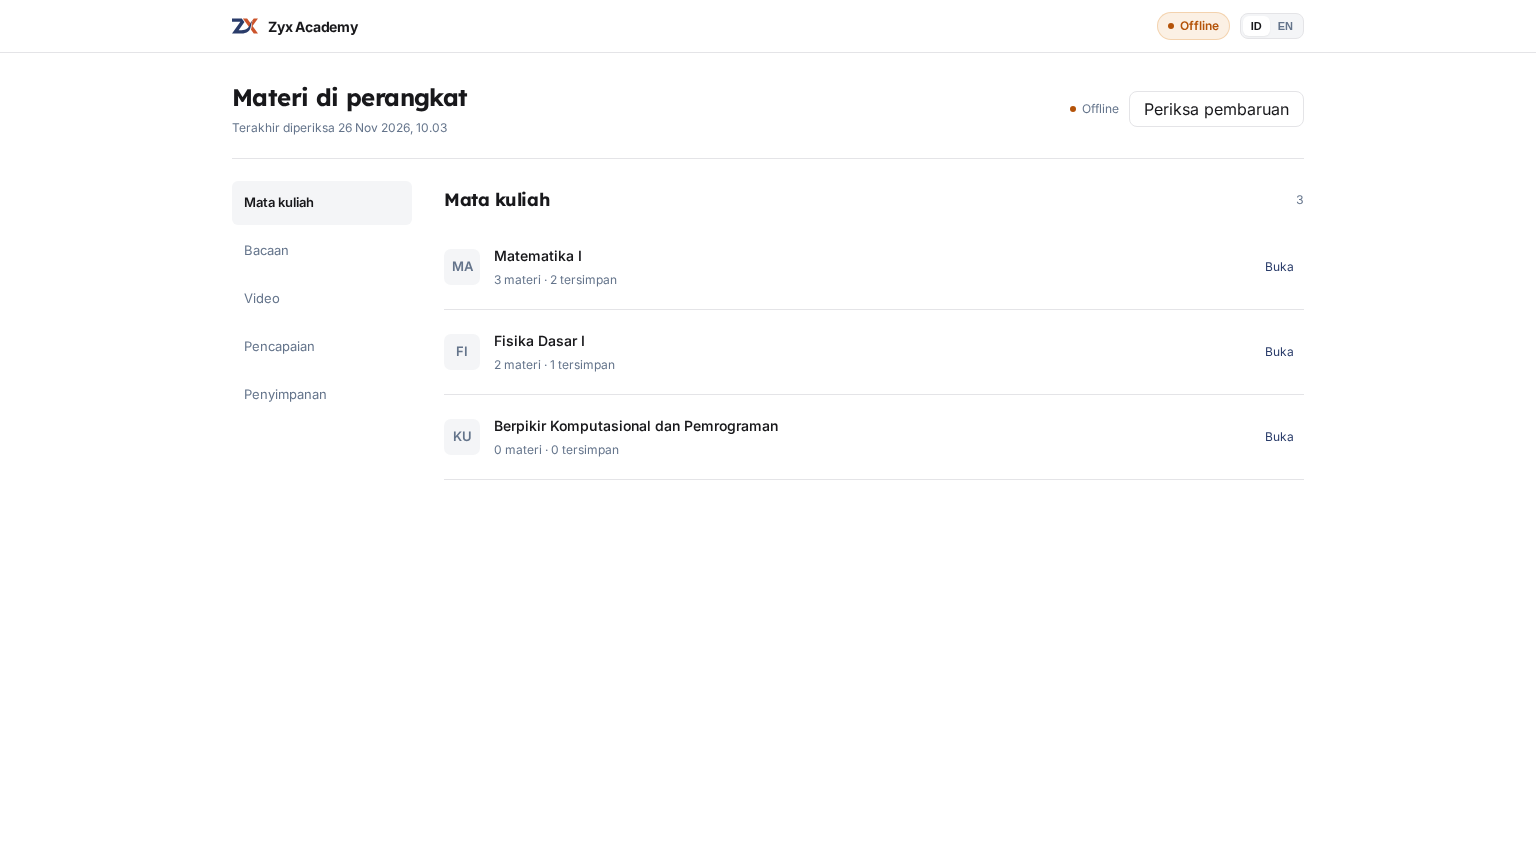 ZX Zyx Academy
Offline
ID EN
Materi di perangkat
Terakhir diperiksa 26 Nov 2026, 10.03
Offline
Periksa pembaruan
Mata kuliah
Bacaan
Video
Pencapaian
Penyimpanan
Mata kuliah
3
MA
Matematika I
3 materi · 2 tersimpan
Buka
FI
Fisika Dasar I
2 materi · 1 tersimpan
Buka
KU
Berpikir Komputasional dan Pemrograman
0 materi · 0 tersimpan
Buka